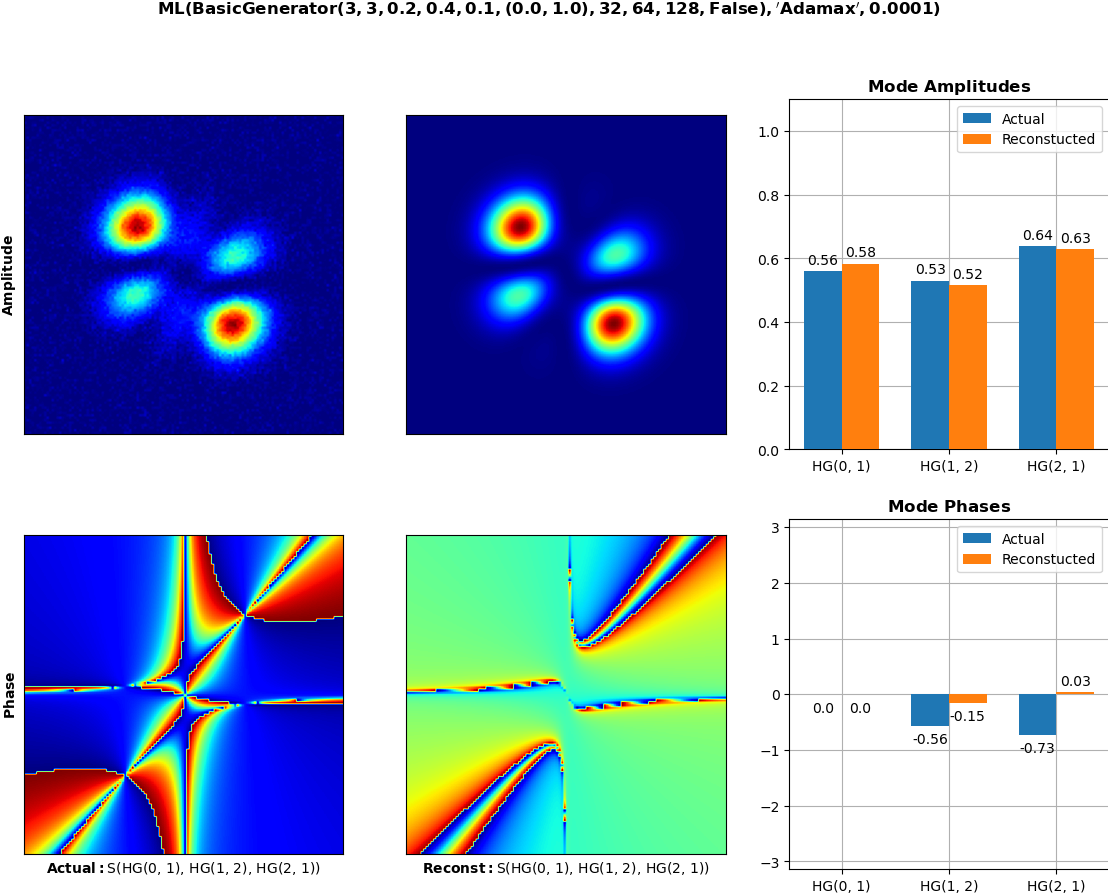 ML(BasicGenerator(3, 3, 0.2, 0.4, 0.1, (0.0, 1.0), 32, 64, 128, False), 'Adamax', 0.0001)
Amplitude
Mode Amplitudes
Actual
Reconstucted
1.0
0.8
0.6
0.4
0.2
0.0
0.56
0.58
0.53
0.52
0.64
0.63
HG(0, 1)
HG(1, 2)
HG(2, 1)
Phase
Actual: S(HG(0, 1), HG(1, 2), HG(2, 1))
Reconst: S(HG(0, 1), HG(1, 2), HG(2, 1))
Mode Phases
Actual
Reconstucted
3
2
1
0
−1
−2
−3
0.0
0.0
-0.56
-0.15
-0.73
0.03
HG(0, 1)
HG(1, 2)
HG(2, 1)